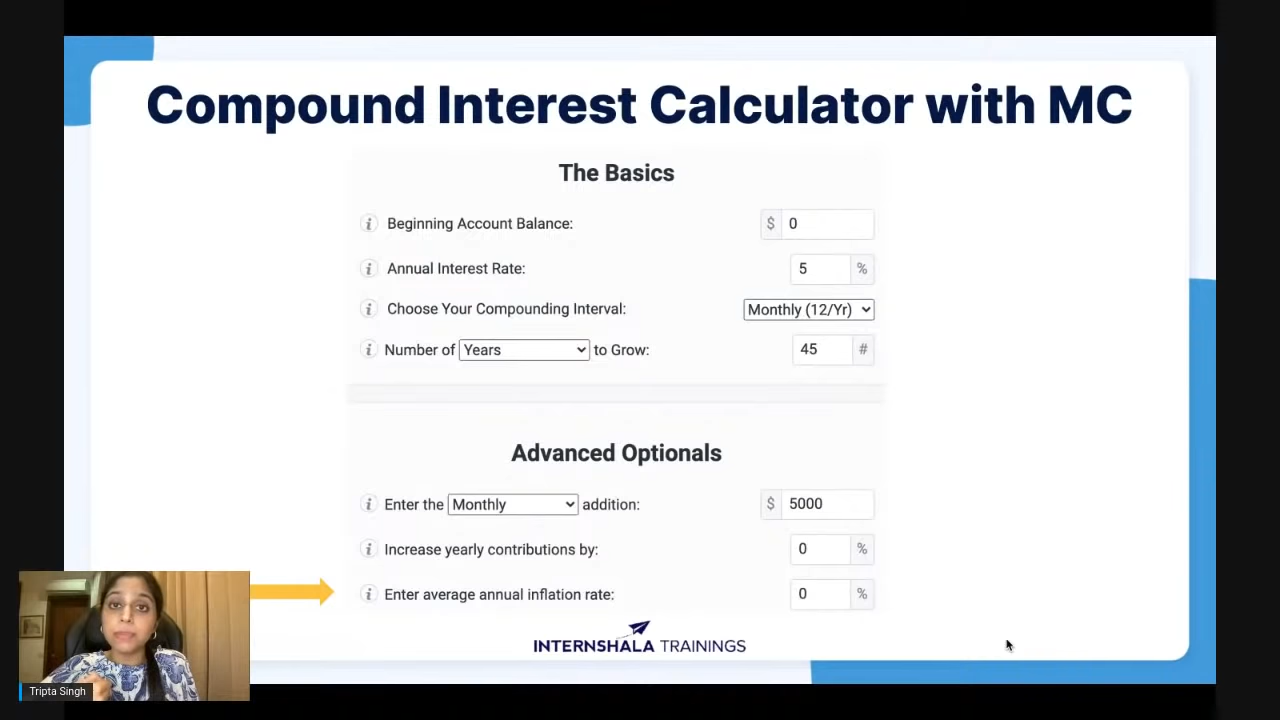 Compound Interest Calculator with MC
The Basics
i Beginning Account Balance: $ 0
i Annual Interest Rate: 5 %
i Choose Your Compounding Interval: Monthly (12/Yr)
i Number of Years to Grow: 45 #
Advanced Optionals
i Enter the Monthly addition: $ 5000
i Increase yearly contributions by: 0 %
i Enter average annual inflation rate: 0 %
INTERNSHALA TRAININGS
Tripta Singh